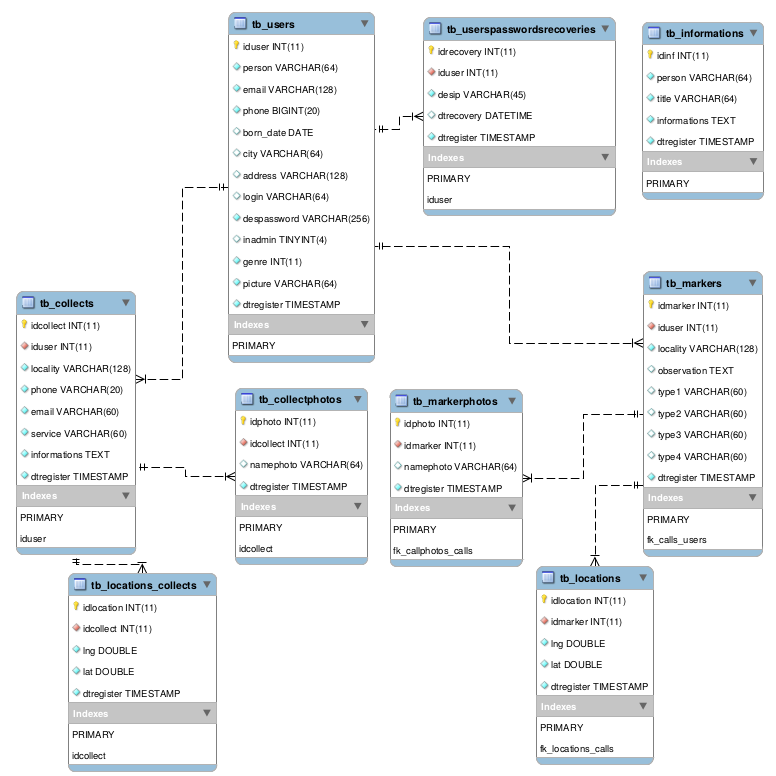 tb_users
iduser INT(11)
person VARCHAR(64)
email VARCHAR(128)
phone BIGINT(20)
born_date DATE
city VARCHAR(64)
address VARCHAR(128)
login VARCHAR(64)
despassword VARCHAR(256)
inadmin TINYINT(4)
genre INT(11)
picture VARCHAR(64)
dtregister TIMESTAMP
Indexes
PRIMARY
tb_userspasswordsrecoveries
idrecovery INT(11)
iduser INT(11)
desip VARCHAR(45)
dtrecovery DATETIME
dtregister TIMESTAMP
Indexes
PRIMARY
iduser
tb_informations
idinf INT(11)
person VARCHAR(64)
title VARCHAR(64)
informations TEXT
dtregister TIMESTAMP
Indexes
PRIMARY
tb_collects
idcollect INT(11)
iduser INT(11)
locality VARCHAR(128)
phone VARCHAR(20)
email VARCHAR(60)
service VARCHAR(60)
informations TEXT
dtregister TIMESTAMP
Indexes
PRIMARY
iduser
tb_collectphotos
idphoto INT(11)
idcollect INT(11)
namephoto VARCHAR(64)
dtregister TIMESTAMP
Indexes
PRIMARY
idcollect
tb_markerphotos
idphoto INT(11)
idmarker INT(11)
namephoto VARCHAR(64)
dtregister TIMESTAMP
Indexes
PRIMARY
fk_callphotos_calls
tb_markers
idmarker INT(11)
iduser INT(11)
locality VARCHAR(128)
observation TEXT
type1 VARCHAR(60)
type2 VARCHAR(60)
type3 VARCHAR(60)
type4 VARCHAR(60)
dtregister TIMESTAMP
Indexes
PRIMARY
fk_calls_users
tb_locations_collects
idlocation INT(11)
idcollect INT(11)
lng DOUBLE
lat DOUBLE
dtregister TIMESTAMP
Indexes
PRIMARY
idcollect
tb_locations
idlocation INT(11)
idmarker INT(11)
lng DOUBLE
lat DOUBLE
dtregister TIMESTAMP
Indexes
PRIMARY
fk_locations_calls